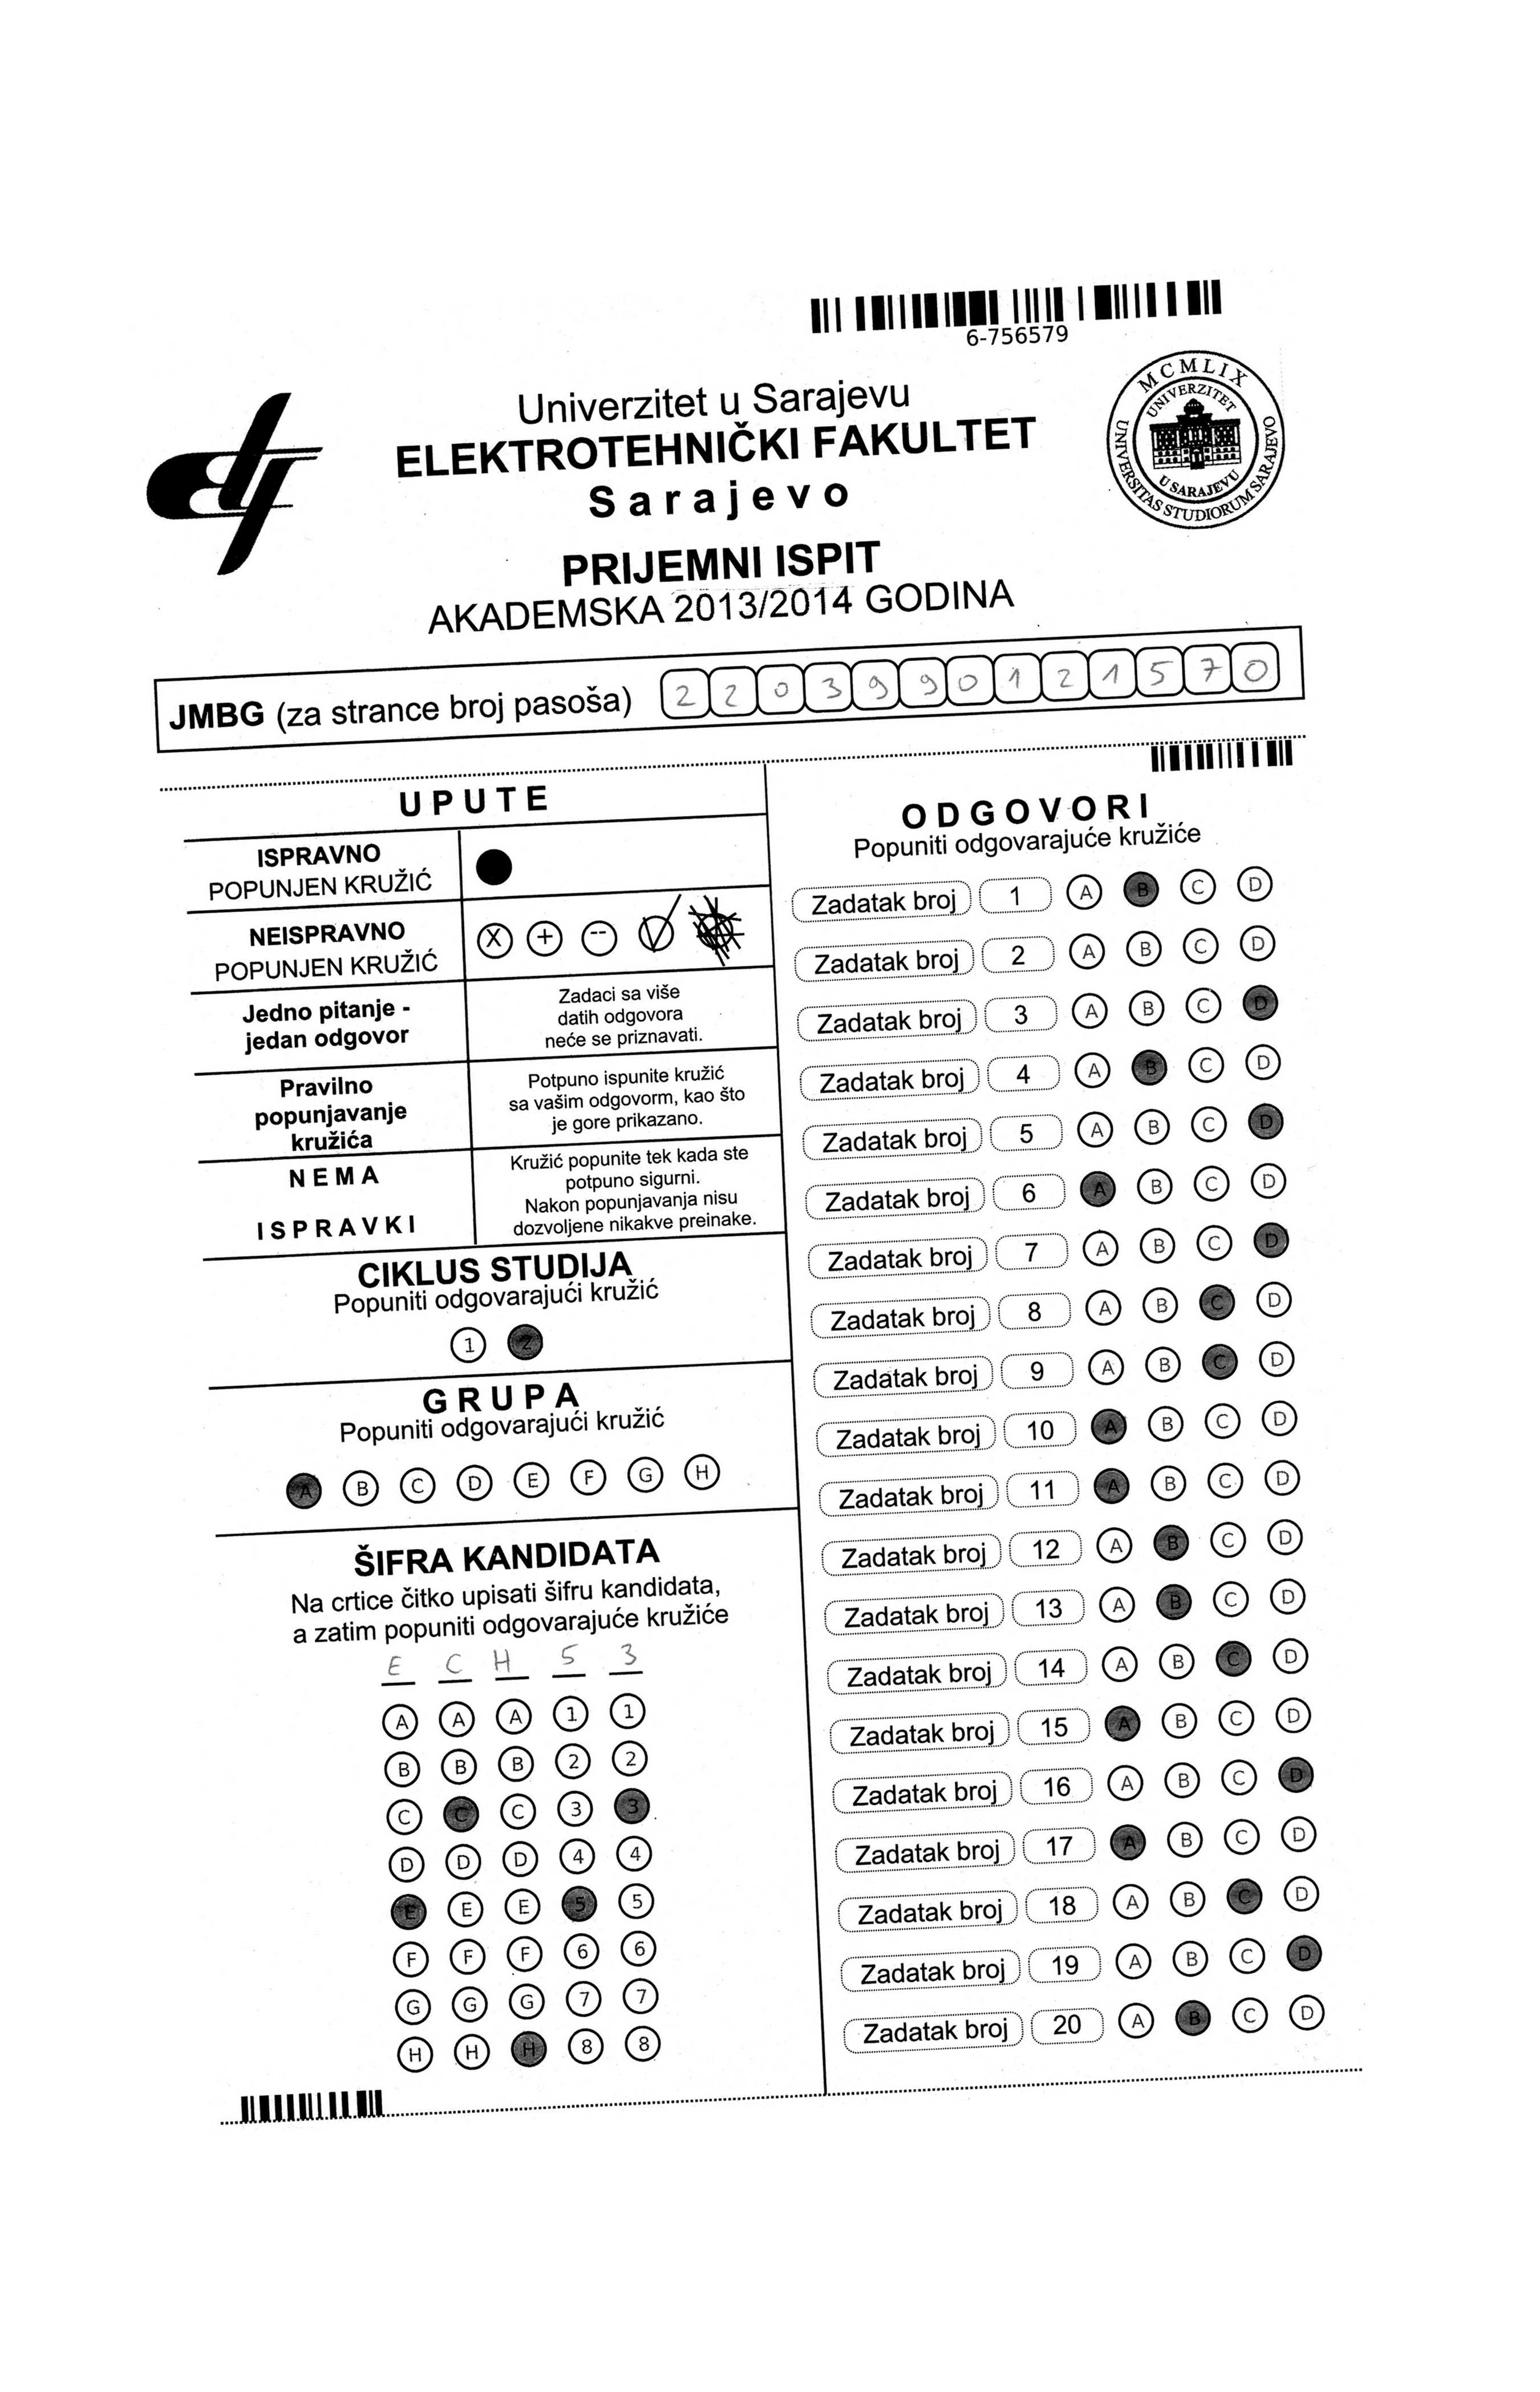 6-756579
Univerzitet u Sarajevu
ELEKTROTEHNIČKI FAKULTET
Sarajevo
MCMLIX
UNIVERZITET
U SARAJEVU
UNIVERSITAS STUDIORUM SARAJEVO
PRIJEMNI ISPIT
AKADEMSKA 2013/2014 GODINA
JMBG (za strance broj pasoša) 2 2 0 3 9 9 0 1 2 1 5 7 0
UPUTE
ISPRAVNO
POPUNJEN KRUŽIĆ
NEISPRAVNO
POPUNJEN KRUŽIĆ
X + --
Jedno pitanje -
jedan odgovor
Zadaci sa više
datih odgovora
neće se priznavati.
Pravilno
popunjavanje
kružića
Potpuno ispunite kružić
sa vašim odgovorm, kao što
je gore prikazano.
NEMA
ISPRAVKI
Kružić popunite tek kada ste
potpuno sigurni.
Nakon popunjavanja nisu
dozvoljene nikakve preinake.
CIKLUS STUDIJA
Popuniti odgovarajući kružić
1 2
GRUPA
Popuniti odgovarajući kružić
A B C D E F G H
ŠIFRA KANDIDATA
Na crtice čitko upisati šifru kandidata,
a zatim popuniti odgovarajuće kružiće
E C H 5 3
A A A 1 1
B B B 2 2
C C C 3 3
D D D 4 4
E E E 5 5
F F F 6 6
G G G 7 7
H H H 8 8
ODGOVORI
Popuniti odgovarajuće kružiće
Zadatak broj 1 A B C D
Zadatak broj 2 A B C D
Zadatak broj 3 A B C D
Zadatak broj 4 A B C D
Zadatak broj 5 A B C D
Zadatak broj 6 A B C D
Zadatak broj 7 A B C D
Zadatak broj 8 A B C D
Zadatak broj 9 A B C D
Zadatak broj 10 A B C D
Zadatak broj 11 A B C D
Zadatak broj 12 A B C D
Zadatak broj 13 A B C D
Zadatak broj 14 A B C D
Zadatak broj 15 A B C D
Zadatak broj 16 A B C D
Zadatak broj 17 A B C D
Zadatak broj 18 A B C D
Zadatak broj 19 A B C D
Zadatak broj 20 A B C D